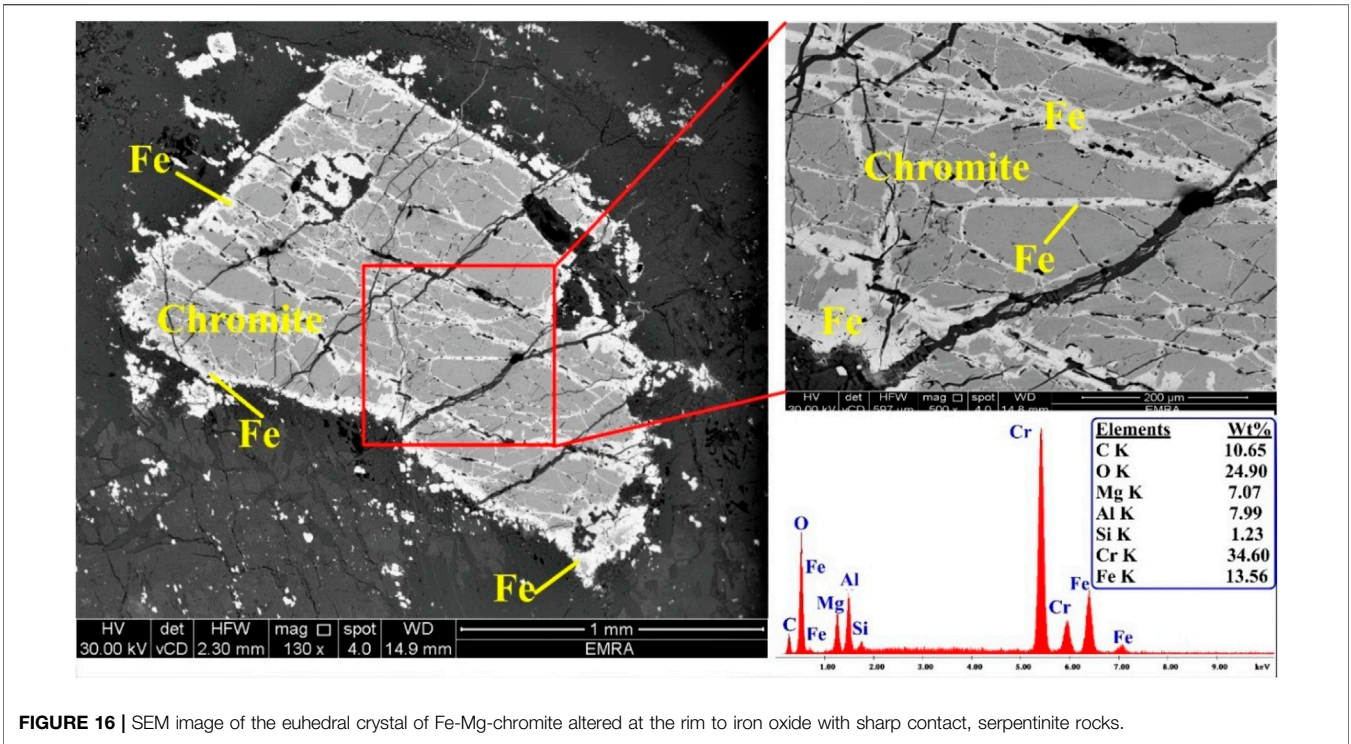 Fe
Chromite
Fe
Fe
HV det HFW mag □ spot WD 1 mm
30.00 kV vCD 2.30 mm 130 x 4.0 14.9 mm EMRA
Fe
Chromite
Fe
Fe
HV det HFW mag □ spot WD 200 µm
30.00 kV vCD 597 µm 500 x 4.0 14.6 mm EMRA
Elements Wt%
C K 10.65
O K 24.90
Mg K 7.07
Al K 7.99
Si K 1.23
Cr K 34.60
Fe K 13.56
Cr
O
Fe
Al
Mg
Si
C
Fe
Cr
Fe
Fe
1.00 2.00 3.00 4.00 5.00 6.00 7.00 8.00 9.00 keV
FIGURE 16 | SEM image of the euhedral crystal of Fe-Mg-chromite altered at the rim to iron oxide with sharp contact, serpentinite rocks.